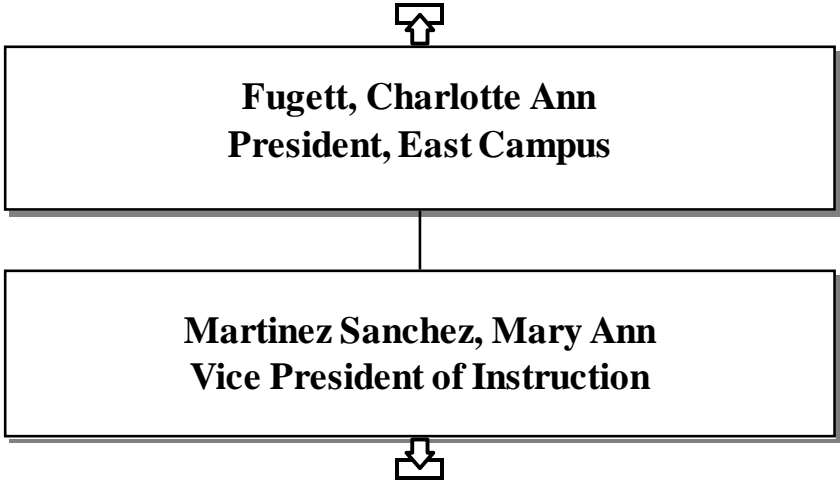 Fugett, Charlotte Ann
President, East Campus
Martinez Sanchez, Mary Ann
Vice President of Instruction